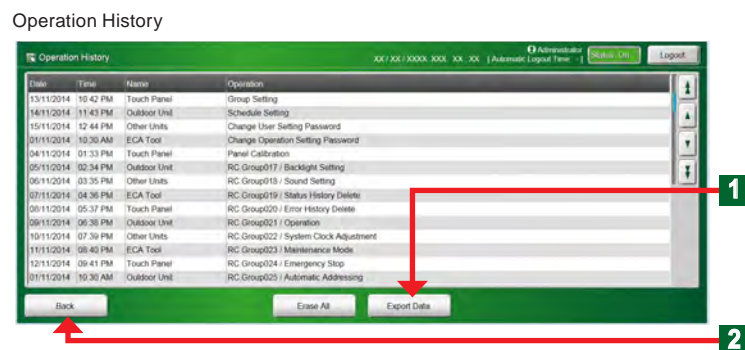 Operation History
Operation History XX / XX / XXXX XXX XX : XX | Automatic Logout Time : - | Administrator Status: On Logout
Date Time Name Operation
13/11/2014 10:42 PM Touch Panel Group Setting
14/11/2014 11:43 PM Outdoor Unit Schedule Setting
15/11/2014 12:44 PM Other Units Change User Setting Password
01/11/2014 10:30 AM ECA Tool Change Operation Setting Password
04/11/2014 01:33 PM Touch Panel Panel Calibration
05/11/2014 02:34 PM Outdoor Unit RC Group017 / Backlight Setting
06/11/2014 03:35 PM Other Units RC Group018 / Sound Setting
07/11/2014 04:36 PM ECA Tool RC Group019 / Status History Delete
08/11/2014 05:37 PM Touch Panel RC Group020 / Error History Delete
09/11/2014 06:38 PM Outdoor Unit RC Group021 / Operation
10/11/2014 07:39 PM Other Units RC Group022 / System Clock Adjustment
11/11/2014 08:40 PM ECA Tool RC Group023 / Maintenance Mode
12/11/2014 09:41 PM Touch Panel RC Group024 / Emergency Stop
01/11/2014 10:30 AM Outdoor Unit RC Group025 / Automatic Addressing
Back Erase All Export Data
1
2